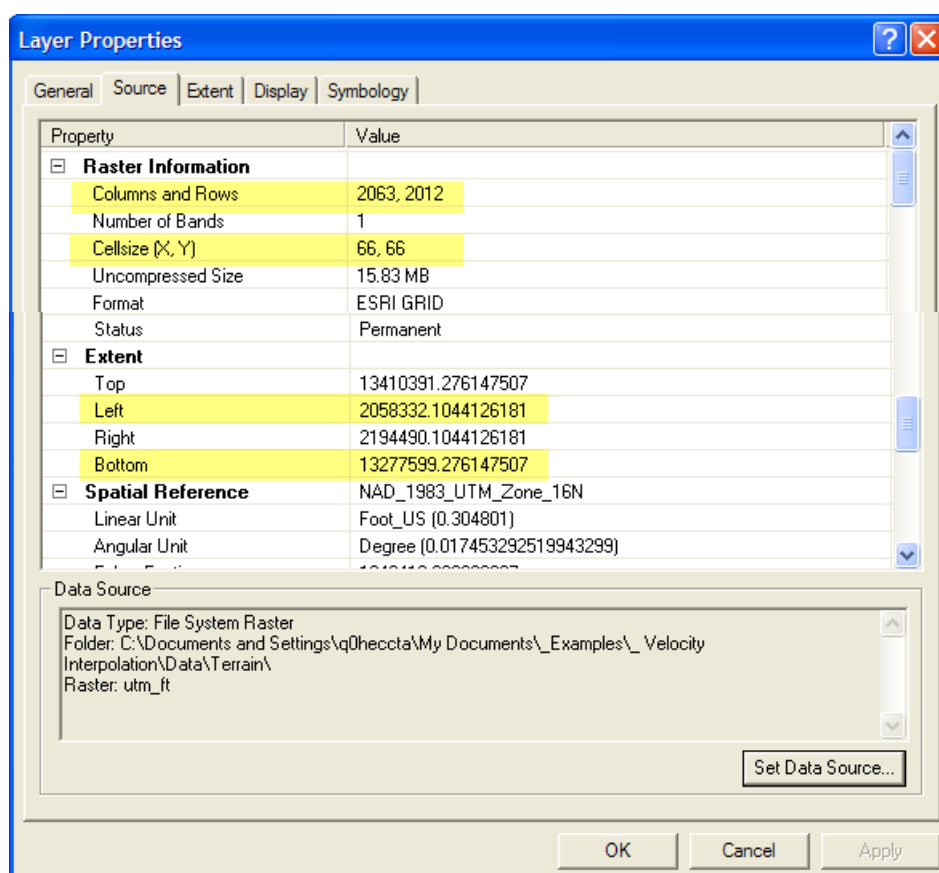 Layer Properties
General Source Extent Display Symbology
Property Value
Raster Information
Columns and Rows 2063, 2012
Number of Bands 1
Cellsize (X, Y) 66, 66
Uncompressed Size 15.83 MB
Format ESRI GRID
Status Permanent
Extent
Top 13410391.276147507
Left 2058332.1044126181
Right 2194490.1044126181
Bottom 13277599.276147507
Spatial Reference NAD_1983_UTM_Zone_16N
Linear Unit Foot_US (0.304801)
Angular Unit Degree (0.017453292519943299)
Data Source
Data Type: File System Raster
Folder: C:\Documents and Settings\q0heccta\My Documents\_Examples\_ Velocity
Interpolation\Data\Terrain\
Raster: utm_ft
Set Data Source...
OK Cancel Apply